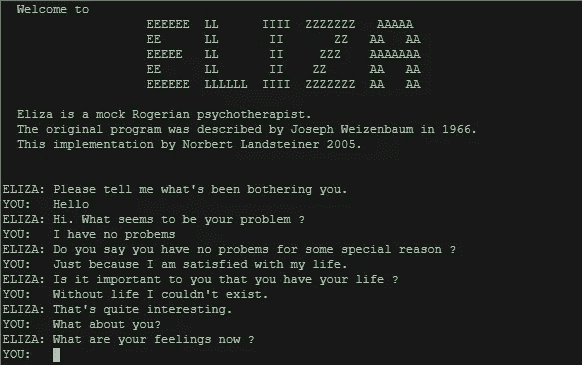 Welcome to
EEEEEE LL IIII ZZZZZZZ AAAAA
EE LL II ZZ AA AA
EEEEE LL II ZZZ AAAAAAA
EE LL II ZZ AA AA
EEEEEE LLLLLL IIII ZZZZZZZ AA AA
Eliza is a mock Rogerian psychotherapist.
The original program was described by Joseph Weizenbaum in 1966.
This implementation by Norbert Landsteiner 2005.
ELIZA: Please tell me what's been bothering you.
YOU: Hello
ELIZA: Hi. What seems to be your problem ?
YOU: I have no probems
ELIZA: Do you say you have no probems for some special reason ?
YOU: Just because I am satisfied with my life.
ELIZA: Is it important to you that you have your life ?
YOU: Without life I couldn't exist.
ELIZA: That's quite interesting.
YOU: What about you?
ELIZA: What are your feelings now ?
YOU: